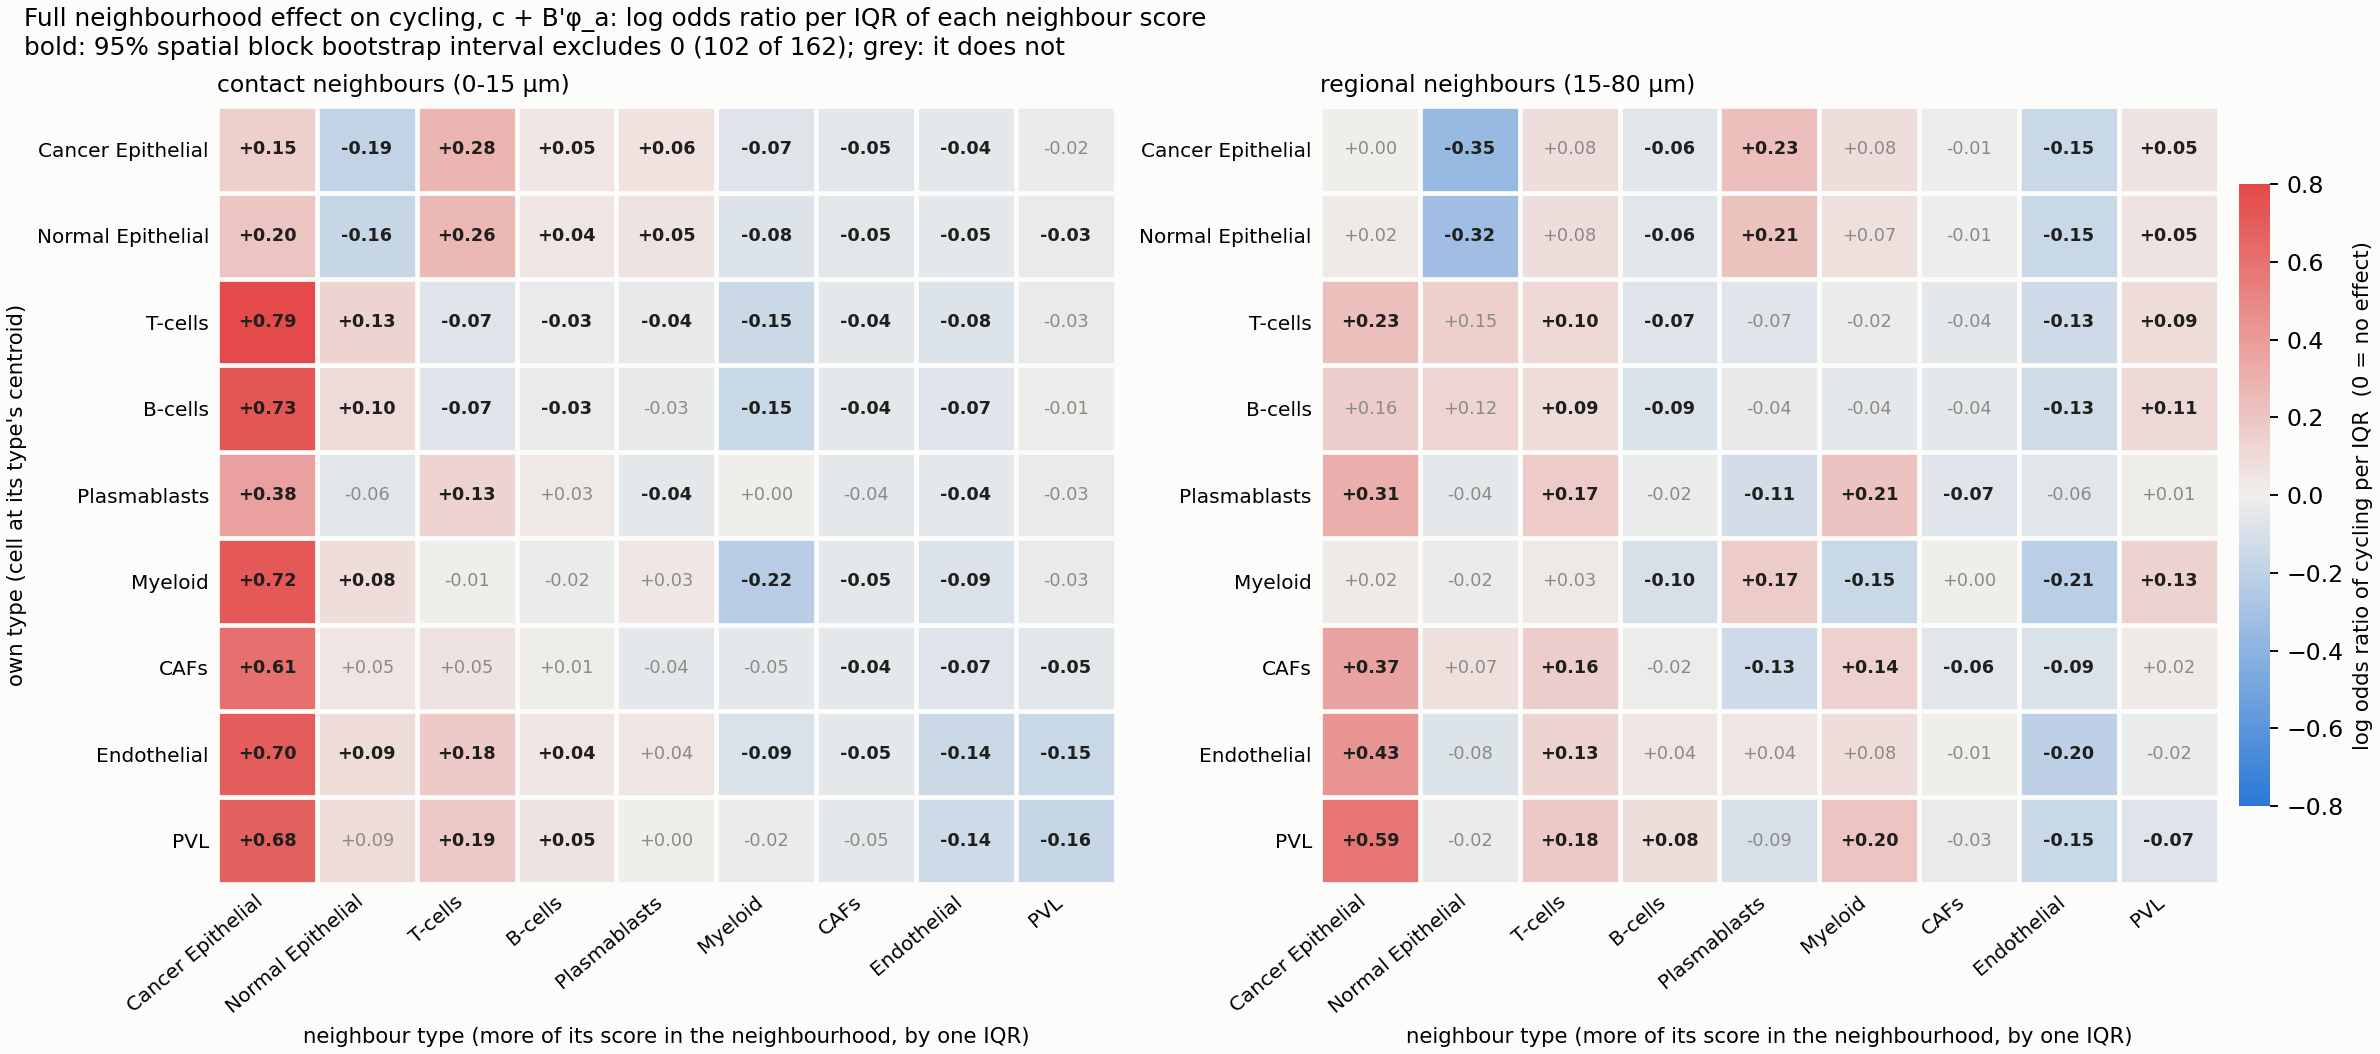 Full neighbourhood effect on cycling, c + B'φ_a: log odds ratio per IQR of each neighbour score
bold: 95% spatial block bootstrap interval excludes 0 (102 of 162); grey: it does not
contact neighbours (0-15 μm)
own type (cell at its type's centroid)
Cancer Epithelial +0.15 -0.19 +0.28 +0.05 +0.06 -0.07 -0.05 -0.04 -0.02
Normal Epithelial +0.20 -0.16 +0.26 +0.04 +0.05 -0.08 -0.05 -0.05 -0.03
T-cells +0.79 +0.13 -0.07 -0.03 -0.04 -0.15 -0.04 -0.08 -0.03
B-cells +0.73 +0.10 -0.07 -0.03 -0.03 -0.15 -0.04 -0.07 -0.01
Plasmablasts +0.38 -0.06 +0.13 +0.03 -0.04 +0.00 -0.04 -0.04 -0.03
Myeloid +0.72 +0.08 -0.01 -0.02 +0.03 -0.22 -0.05 -0.09 -0.03
CAFs +0.61 +0.05 +0.05 +0.01 -0.04 -0.05 -0.04 -0.07 -0.05
Endothelial +0.70 +0.09 +0.18 +0.04 +0.04 -0.09 -0.05 -0.14 -0.15
PVL +0.68 +0.09 +0.19 +0.05 +0.00 -0.02 -0.05 -0.14 -0.16
Cancer Epithelial Normal Epithelial T-cells B-cells Plasmablasts Myeloid CAFs Endothelial PVL
neighbour type (more of its score in the neighbourhood, by one IQR)
regional neighbours (15-80 μm)
Cancer Epithelial +0.00 -0.35 +0.08 -0.06 +0.23 +0.08 -0.01 -0.15 +0.05
Normal Epithelial +0.02 -0.32 +0.08 -0.06 +0.21 +0.07 -0.01 -0.15 +0.05
T-cells +0.23 +0.15 +0.10 -0.07 -0.07 -0.02 -0.04 -0.13 +0.09
B-cells +0.16 +0.12 +0.09 -0.09 -0.04 -0.04 -0.04 -0.13 +0.11
Plasmablasts +0.31 -0.04 +0.17 -0.02 -0.11 +0.21 -0.07 -0.06 +0.01
Myeloid +0.02 -0.02 +0.03 -0.10 +0.17 -0.15 +0.00 -0.21 +0.13
CAFs +0.37 +0.07 +0.16 -0.02 -0.13 +0.14 -0.06 -0.09 +0.02
Endothelial +0.43 -0.08 +0.13 +0.04 +0.04 +0.08 -0.01 -0.20 -0.02
PVL +0.59 -0.02 +0.18 +0.08 -0.09 +0.20 -0.03 -0.15 -0.07
Cancer Epithelial Normal Epithelial T-cells B-cells Plasmablasts Myeloid CAFs Endothelial PVL
neighbour type (more of its score in the neighbourhood, by one IQR)
0.8
0.6
0.4
0.2
0.0
−0.2
−0.4
−0.6
−0.8
log odds ratio of cycling per IQR (0 = no effect)